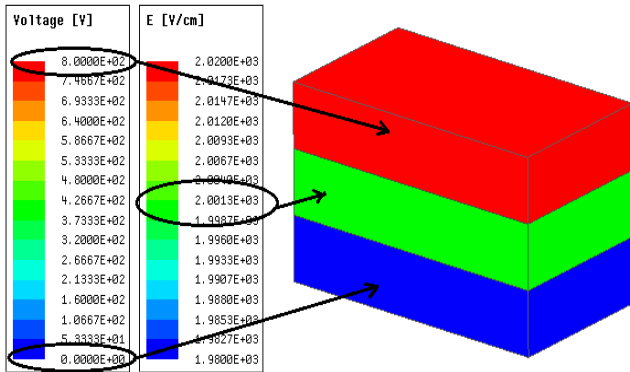 Voltage [V]
8.0000E+02
7.4667E+02
6.9333E+02
6.4000E+02
5.8667E+02
5.3333E+02
4.8000E+02
4.2667E+02
3.7333E+02
3.2000E+02
2.6667E+02
2.1333E+02
1.6000E+02
1.0667E+02
5.3333E+01
0.0000E+00
E [V/cm]
2.0200E+03
2.0173E+03
2.0147E+03
2.0120E+03
2.0093E+03
2.0067E+03
2.0040E+03
2.0013E+03
1.9987E+03
1.9960E+03
1.9933E+03
1.9907E+03
1.9880E+03
1.9853E+03
1.9827E+03
1.9800E+03